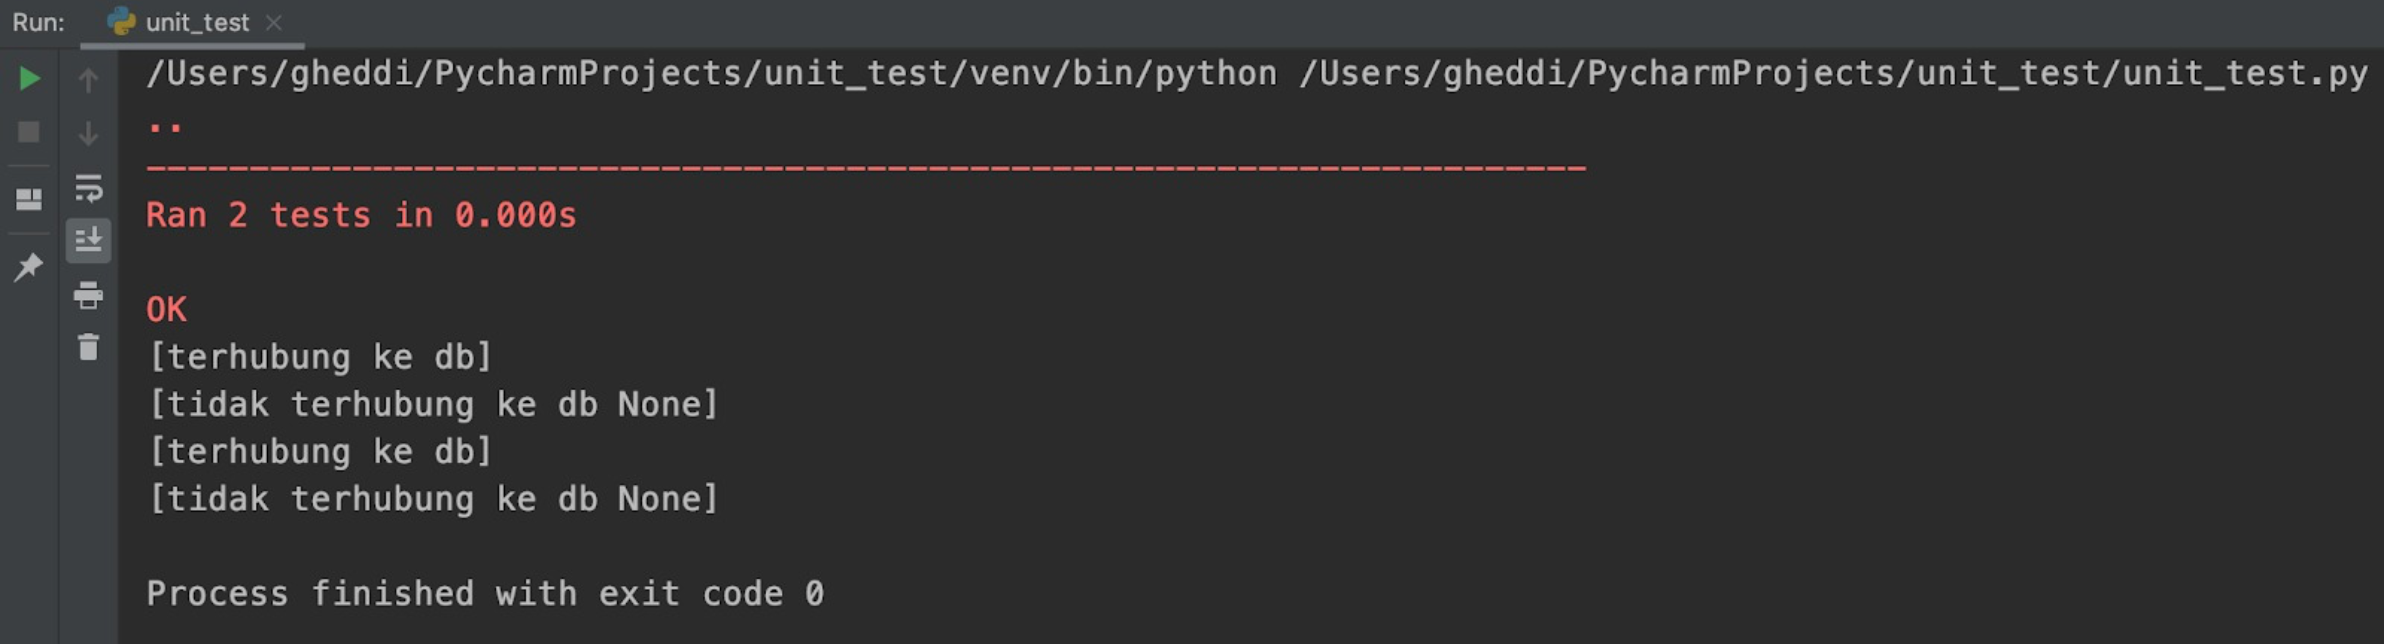 Run: unit_test
/Users/gheddi/PycharmProjects/unit_test/venv/bin/python /Users/gheddi/PycharmProjects/unit_test/unit_test.py
..
----------------------------------------------------------------------
Ran 2 tests in 0.000s
OK
[terhubung ke db]
[tidak terhubung ke db None]
[terhubung ke db]
[tidak terhubung ke db None]
Process finished with exit code 0